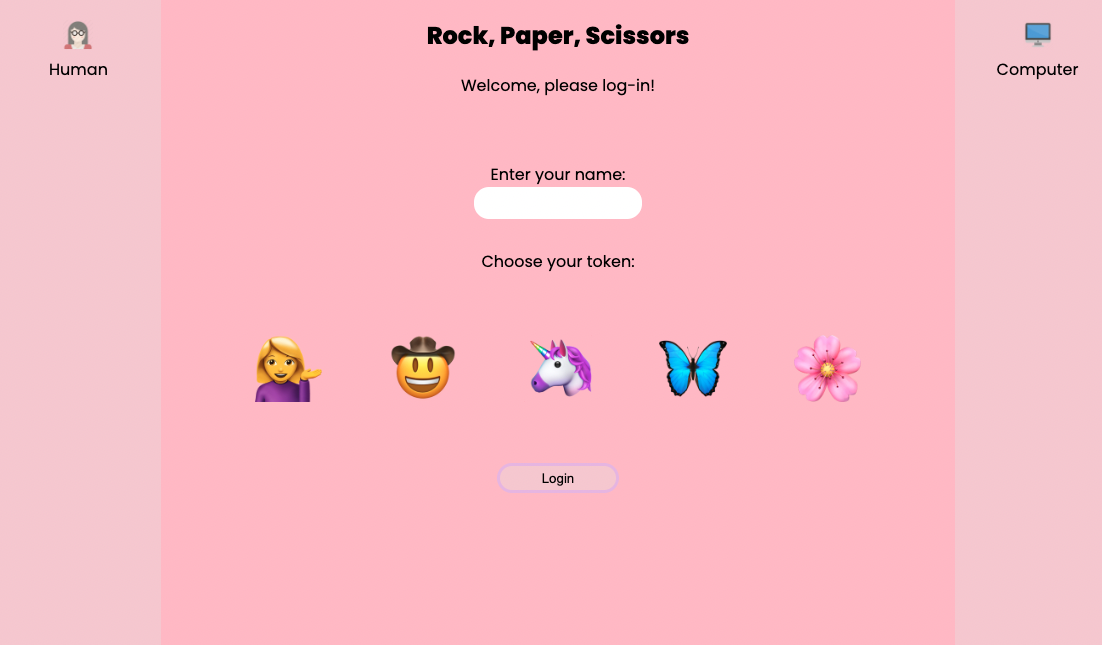 Rock, Paper, Scissors
Human
Computer
Welcome, please log-in!
Enter your name:
Choose your token:
Login